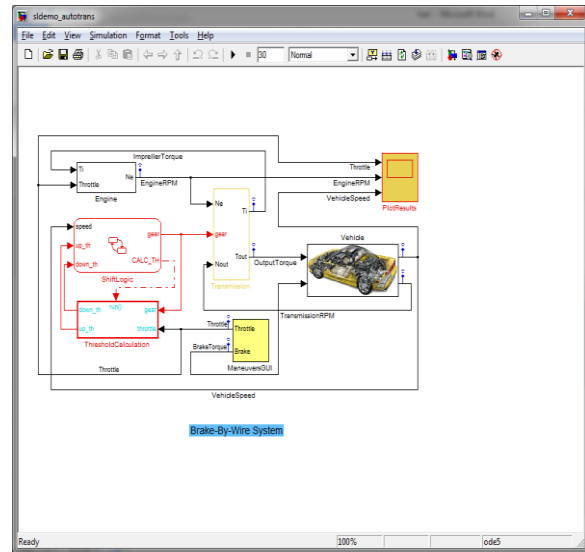 sldemo_autotrans
File Edit View Simulation Format Tools Help
30 Normal
ImprellerTorque
Ti
Throttle
Ne
Engine
EngineRPM
Throttle
EngineRPM
VehicleSpeed
PlotResults
Ne
gear
Nout
Ti
Tout
Transmission
OutputTorque
Vehicle
TransmissionRPM
speed
up_th
down_th
gear
CALC_TH
ShiftLogic
down_th
up_th
run()
gear
throttle
ThresholdCalculation
Throttle
BrakeTorque
Throttle
Brake
ManeuversGUI
Throttle
VehicleSpeed
Brake-By-Wire System
Ready 100% ode5